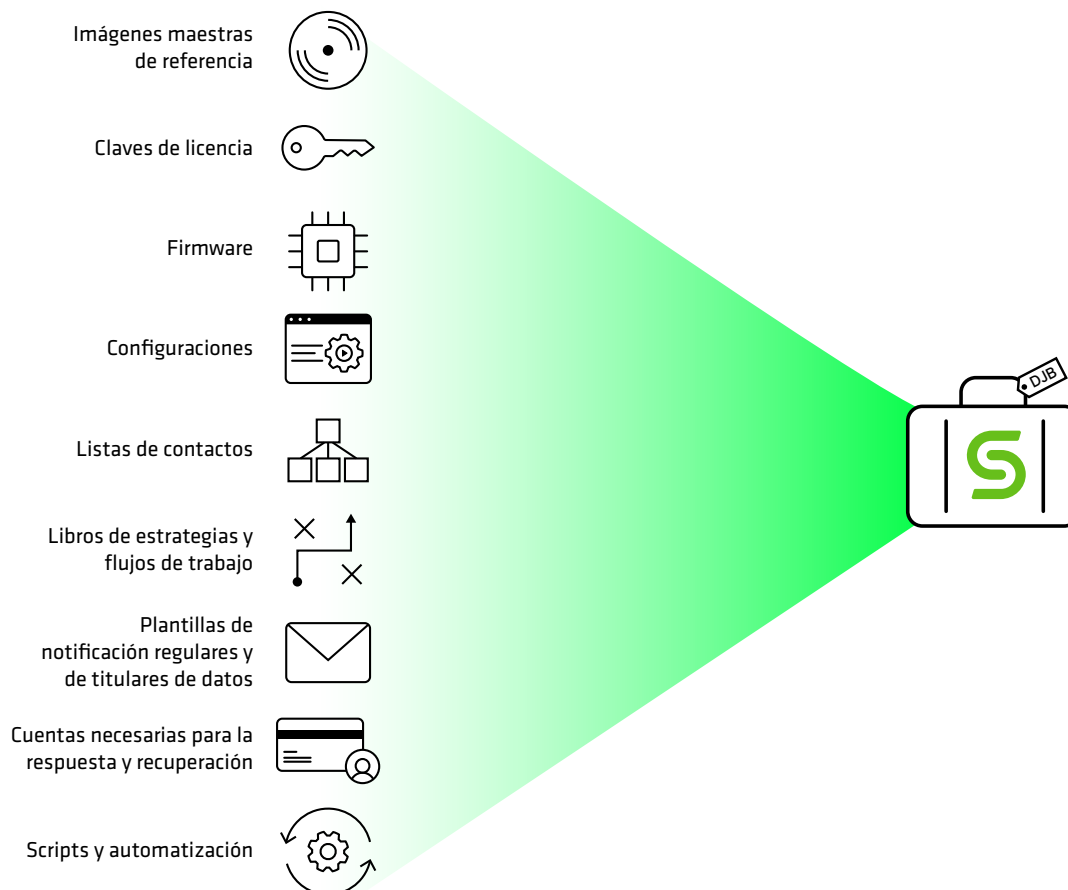 Imágenes maestras
de referencia
Claves de licencia
Firmware
Configuraciones
DJB
Listas de contactos
Libros de estrategias y
flujos de trabajo
Plantillas de
notificación regulares y
de titulares de datos
Cuentas necesarias para la
respuesta y recuperación
Scripts y automatización